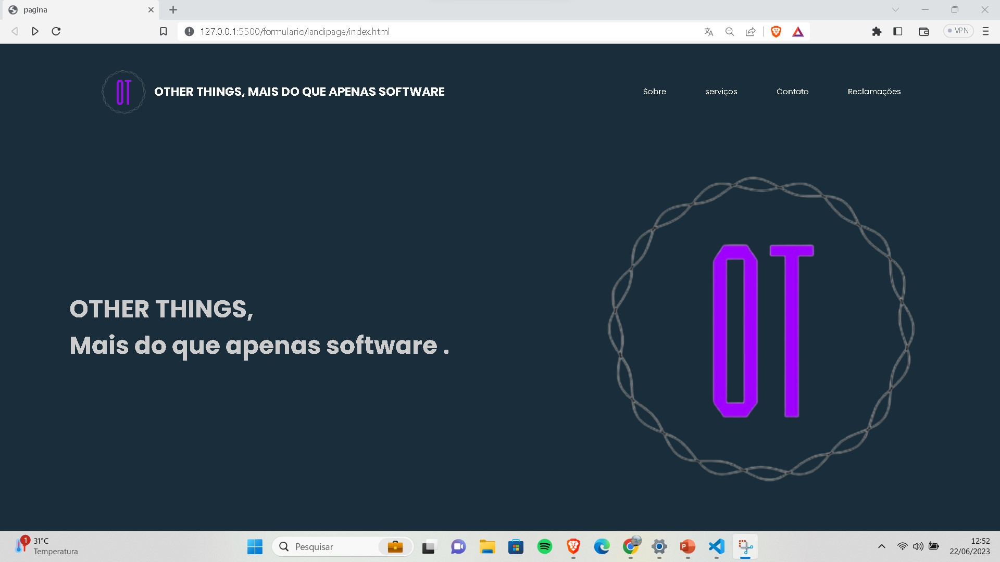 pagina
127.0.0.1:5500/formulario/landipage/index.html
VPN
OT
OTHER THINGS, MAIS DO QUE APENAS SOFTWARE
Sobre
serviços
Contato
Reclamações
OT
OTHER THINGS,
Mais do que apenas software .
1
31°C
Temperatura
Pesquisar
P
12:52
22/06/2023